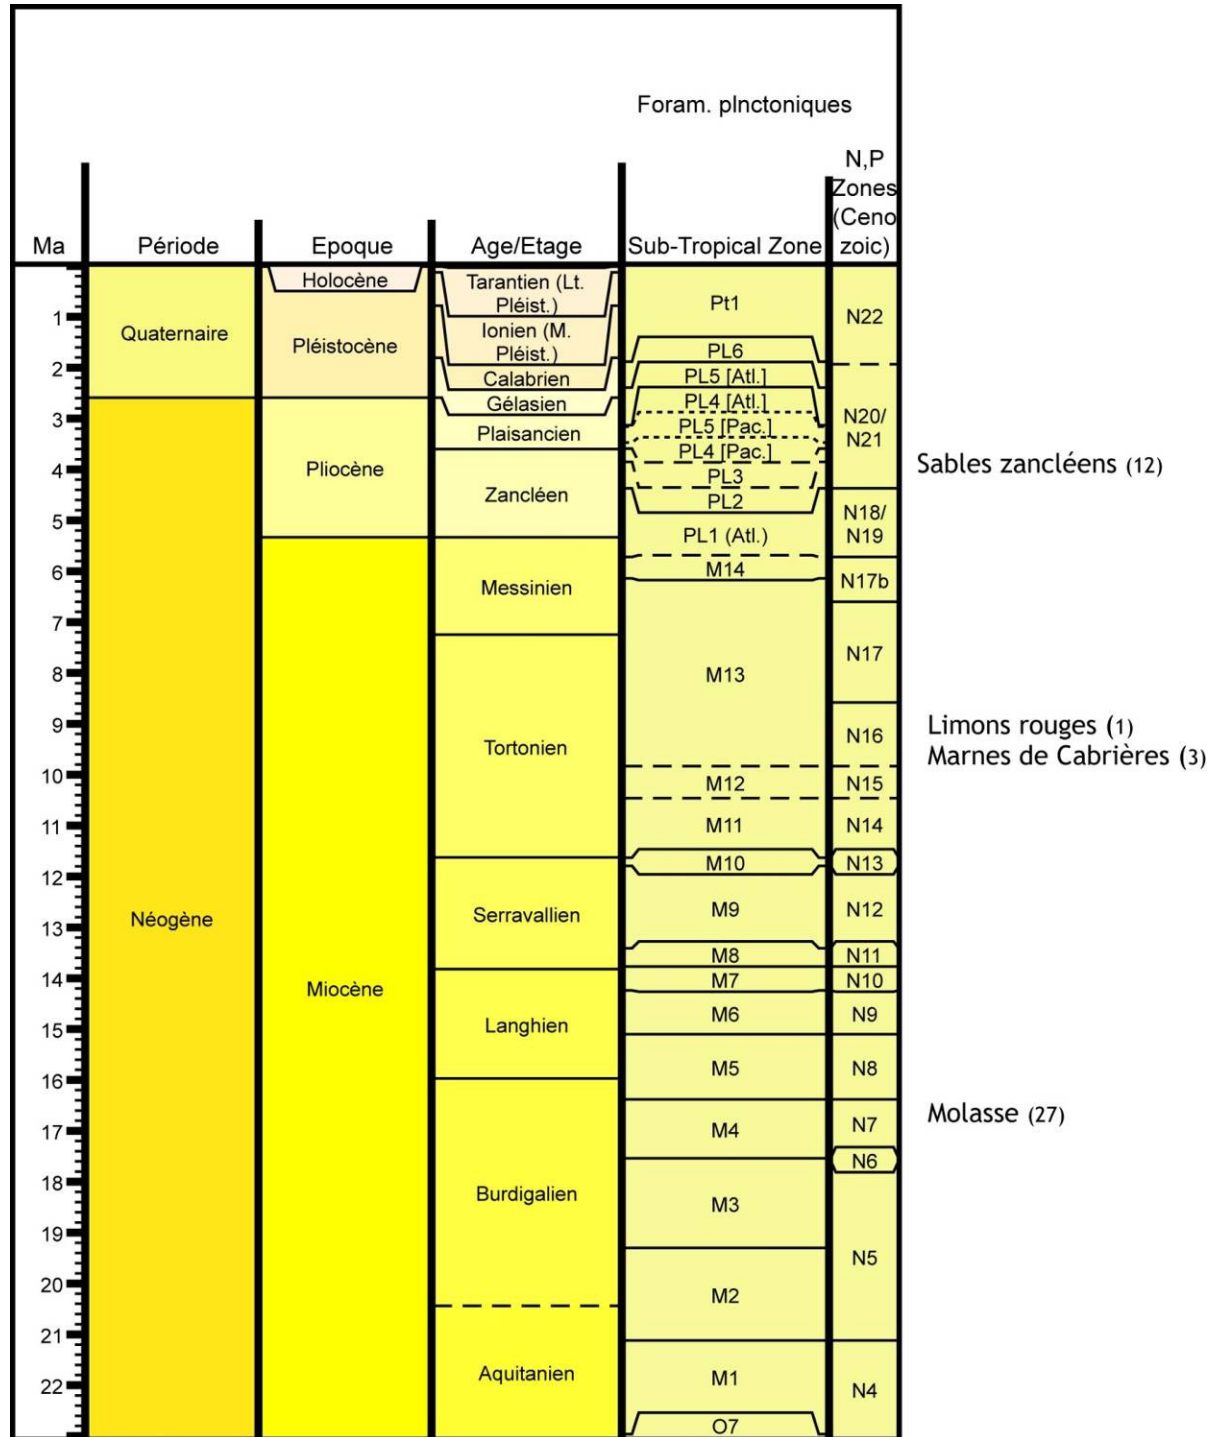 Foram. plnctoniques
N,P
Zones
(Ceno
zoic)
Ma
Période
Epoque
Age/Etage
Sub-Tropical Zone
1
2
3
4
5
6
7
8
9
10
11
12
13
14
15
16
17
18
19
20
21
22
Quaternaire
Néogène
Holocène
Pléistocène
Pliocène
Miocène
Tarantien (Lt.
Pléist.)
Ionien (M.
Pléist.)
Calabrien
Gélasien
Plaisancien
Zancléen
Messinien
Tortonien
Serravallien
Langhien
Burdigalien
Aquitanien
Pt1
PL6
PL5 [Atl.]
PL4 [Atl.]
PL5 [Pac.]
PL4 [Pac.]
PL3
PL2
PL1 (Atl.)
M14
M13
M12
M11
M10
M9
M8
M7
M6
M5
M4
M3
M2
M1
O7
N22
N20/
N21
N18/
N19
N17b
N17
N16
N15
N14
N13
N12
N11
N10
N9
N8
N7
N6
N5
N4
Sables zancléens (12)
Limons rouges (1)
Marnes de Cabrières (3)
Molasse (27)